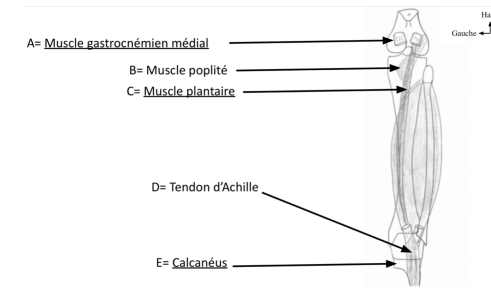 Ha
Gauche
A= Muscle gastrocnémien médial
B= Muscle poplité
C= Muscle plantaire
D= Tendon d’Achille
E= Calcanéus